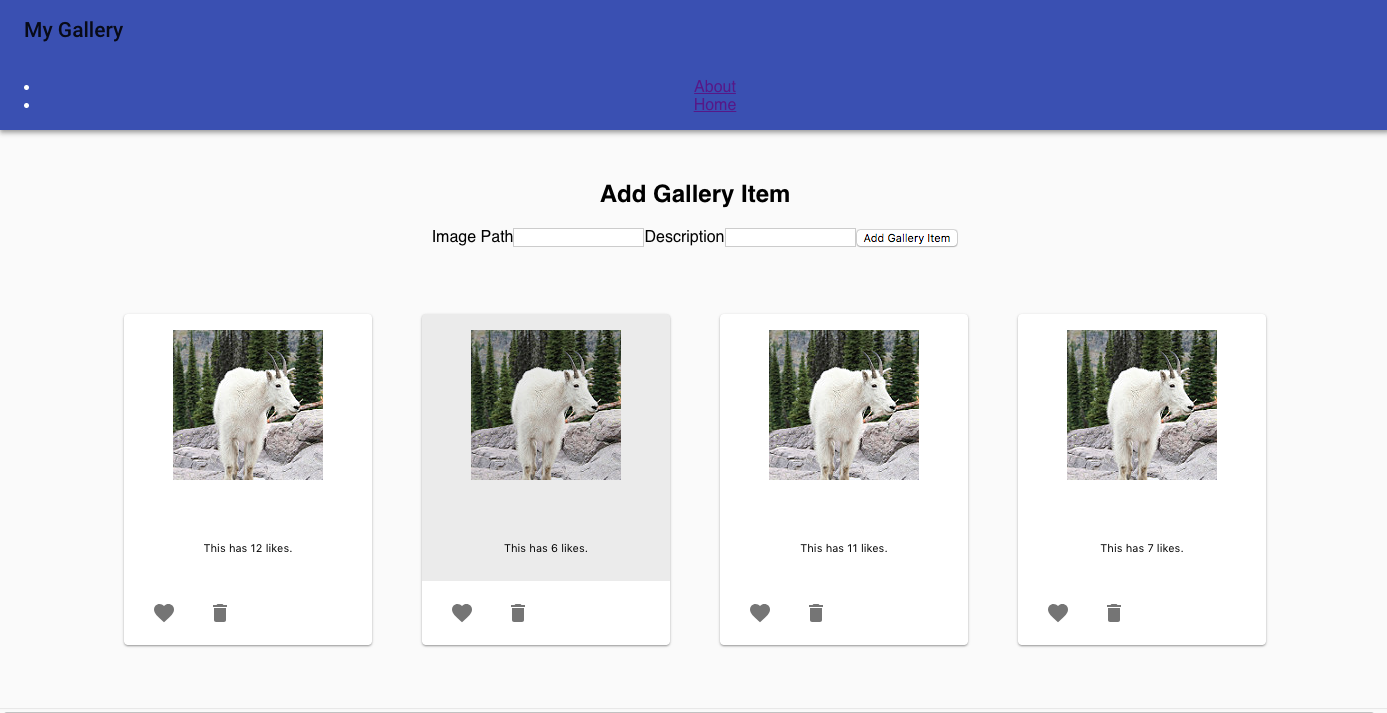 My Gallery
About
Home
Add Gallery Item
Image Path Description Add Gallery Item
This has 12 likes. This has 6 likes. This has 11 likes. This has 7 likes.